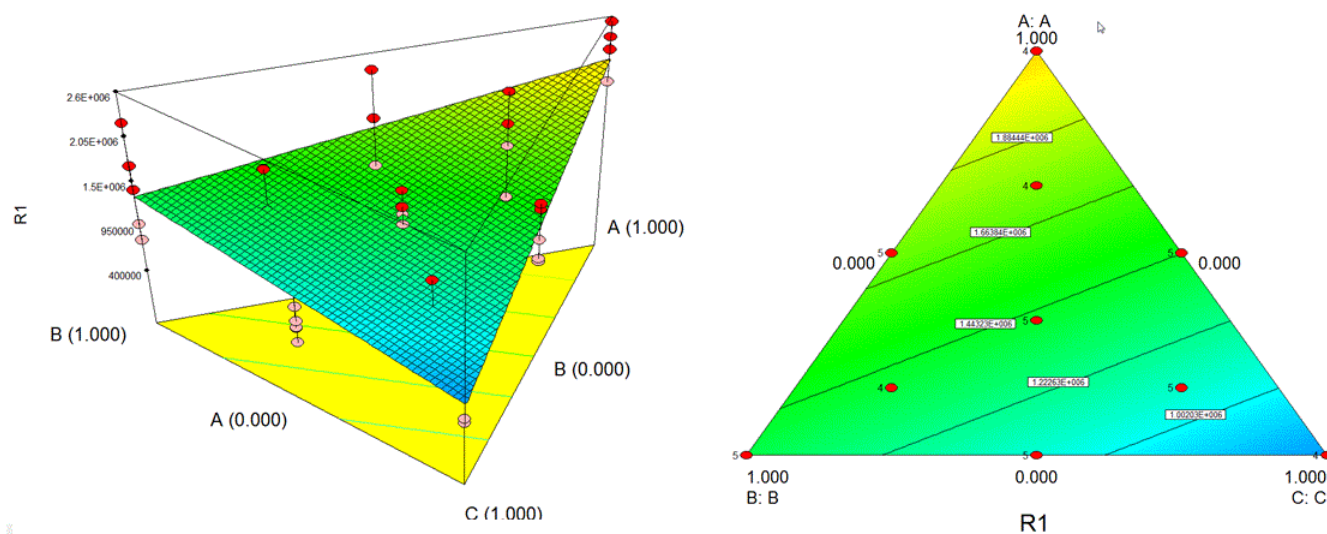 R1
2.6E+006
2.05E+006
1.5E+006
950000
400000
B (1.000)
A (0.000)
C (1.000)
B (0.000)
A (1.000)
A: A
1.000
4
1.88444E+006
4
1.66384E+006
5
0.000
5
0.000
1.44323E+006
5
1.22263E+006
4
5
1.00203E+006
5
5
4
1.000
0.000
1.000
B: B
C: C
R1